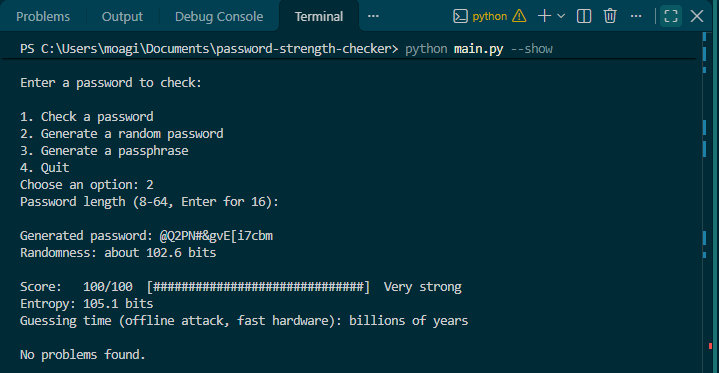 Problems Output Debug Console Terminal ··· python + ···
PS C:\Users\moagi\Documents\password-strength-checker> python main.py --show
Enter a password to check:
1. Check a password
2. Generate a random password
3. Generate a passphrase
4. Quit
Choose an option: 2
Password length (8-64, Enter for 16):
Generated password: @Q2PN#&gvE[i7cbm
Randomness: about 102.6 bits
Score:   100/100  [##############################]  Very strong
Entropy: 105.1 bits
Guessing time (offline attack, fast hardware): billions of years
No problems found.